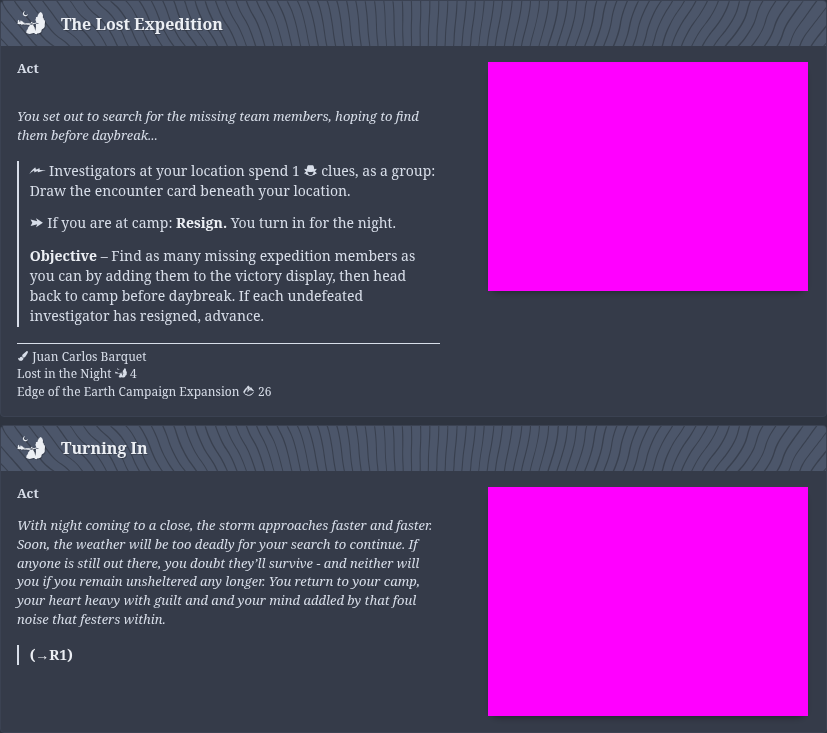 The Lost Expedition
Act
You set out to search for the missing team members, hoping to find
them before daybreak...
Investigators at your location spend 1 clues, as a group:
Draw the encounter card beneath your location.
If you are at camp: Resign. You turn in for the night.
Objective – Find as many missing expedition members as
you can by adding them to the victory display, then head
back to camp before daybreak. If each undefeated
investigator has resigned, advance.
Juan Carlos Barquet
Lost in the Night 4
Edge of the Earth Campaign Expansion 26
Turning In
Act
With night coming to a close, the storm approaches faster and faster.
Soon, the weather will be too deadly for your search to continue. If
anyone is still out there, you doubt they’ll survive - and neither will
you if you remain unsheltered any longer. You return to your camp,
your heart heavy with guilt and and your mind addled by that foul
noise that festers within.
(→R1)